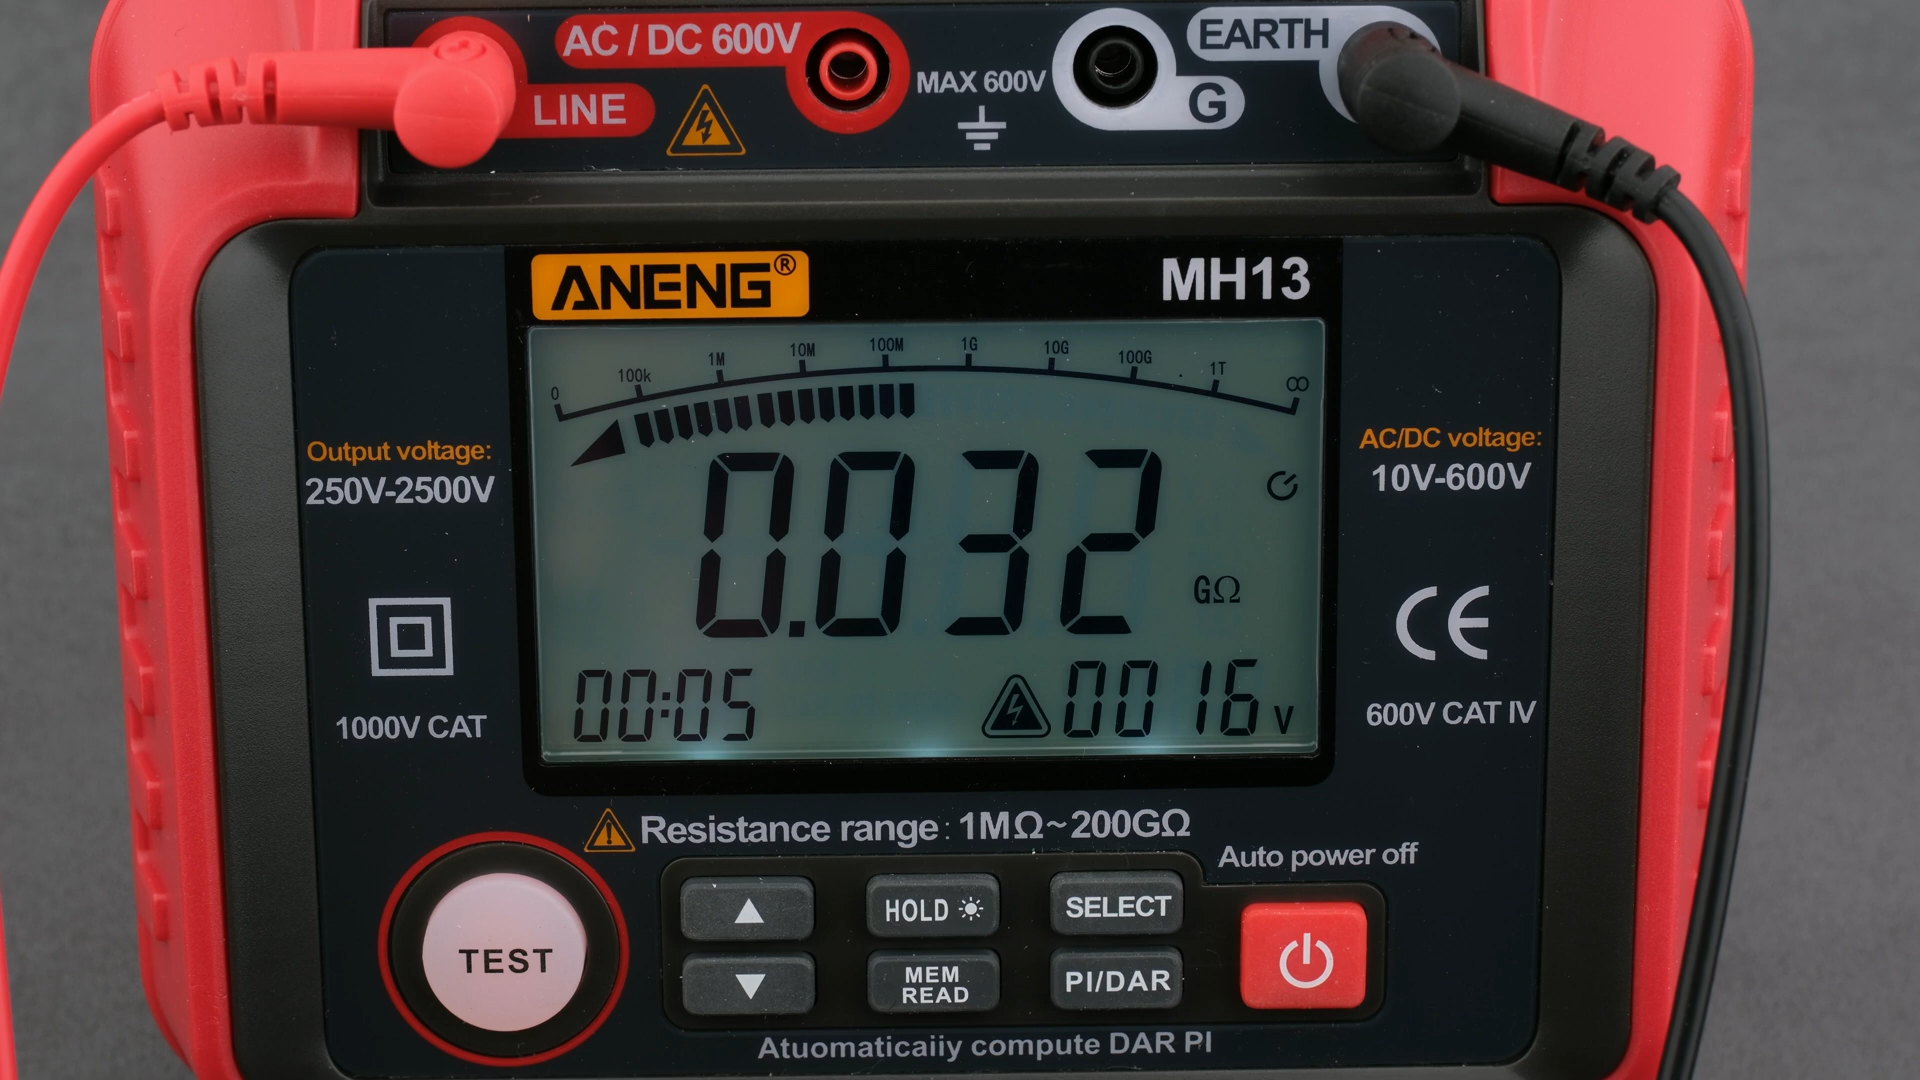 AC / DC 600V
EARTH
MAX 600V
LINE
G
ANENG®
MH13
0 100k 1M 10M 100M 1G 10G 100G 1T ∞
Output voltage:
250V-2500V
AC/DC voltage:
10V-600V
0.032
GΩ
00:05
0016 V
1000V CAT
CE
600V CAT IV
Resistance range : 1MΩ~200GΩ
Auto power off
TEST
▲
HOLD
SELECT
▼
MEM
READ
PI/DAR
Atuomaticaiiy compute DAR PI